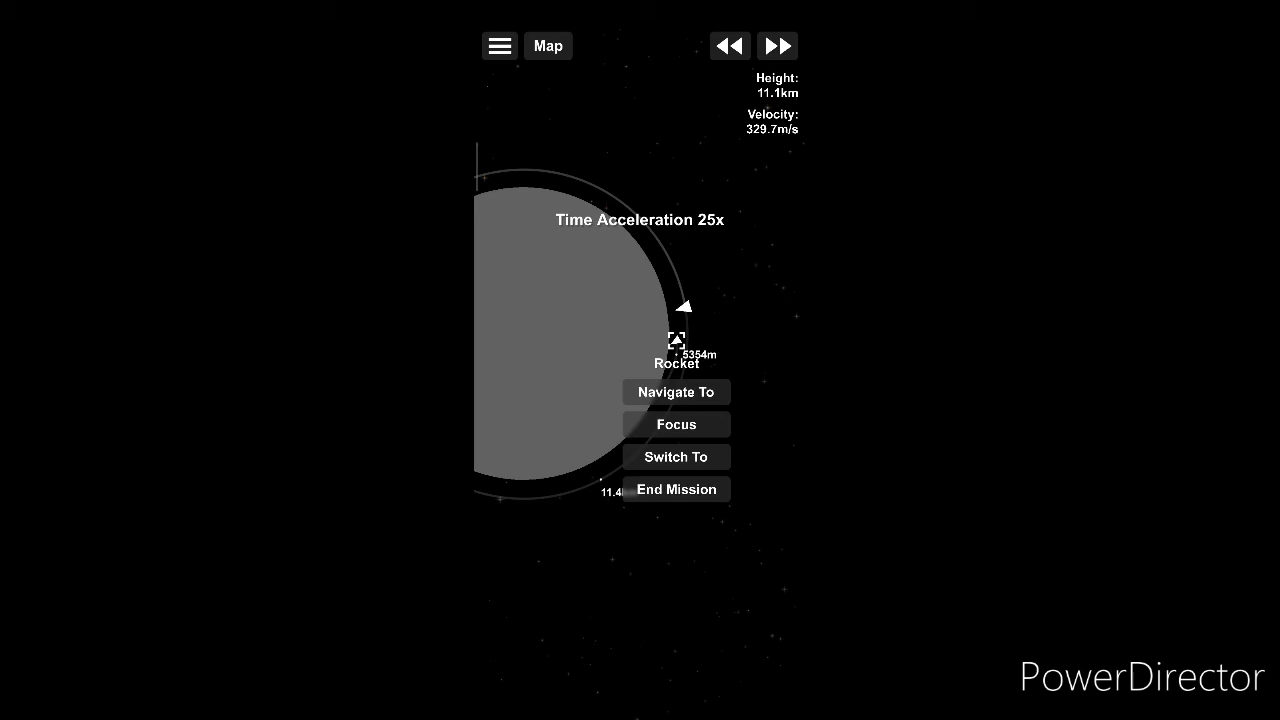 Map
Height:
11.1km
Velocity:
329.7m/s
Time Acceleration 25x
5354m
Rocket
Navigate To
Focus
Switch To
End Mission
PowerDirector